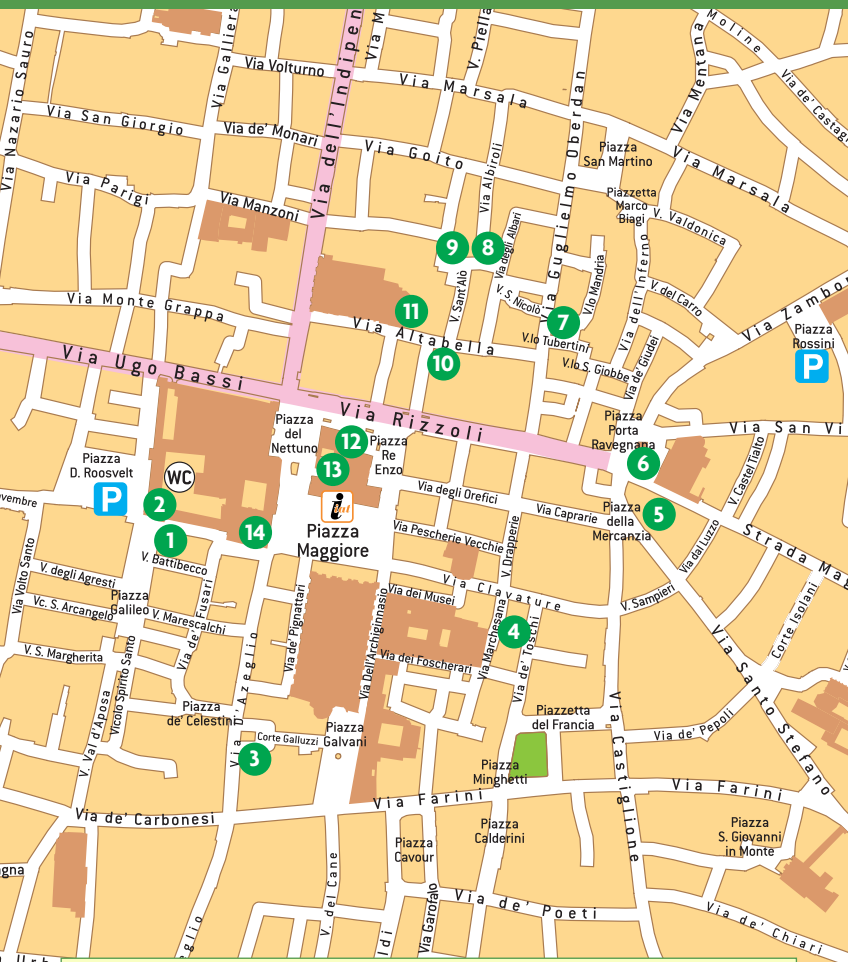 Via Nazario Sauro
Via Galliera
Via dell'Indipen
Via M
V. Piella
Moline
Via Mentana
Via de' Castag
Via Volturno
Via Marsala
Via San Giorgio
Via de' Monari
Via Goito
Via Albiroli
Via Guglielmo Oberdan
Piazza
San Martino
Via Marsala
Via Parigi
Via Manzoni
Piazzetta
Marco
Biagi
V. Valdonica
Via degli Albari
9
8
V.lo Mandria
Via dell'Inferno
V. del Carro
Via Zambon
Via Monte Grappa
11
V. Sant'Alò
V. S. Nicolò
7
Via Altabella
V.lo Tubertini
Piazza
Rossini
P
10
V.lo S. Giobbe
Via de' Giudei
Via Ugo Bassi
Via Rizzoli
Piazza
del
Nettuno
12
Piazza
Re
Enzo
Piazza
Porta
Ravegnana
Via San Vi
13
6
Piazza
D. Roosvelt
P
WC
V. Castel Tialto
ovembre
2
i
Via degli Orefici
Via Caprarie
Piazza
della
Mercanzia
5
Via dal Luzzo
Strada Mag
1
14
Piazza
Maggiore
Via Pescherie Vecchie
V. Drapperie
V. Battibecco
Via Volto Santo
V. degli Agresti
Vc. S. Arcangelo
Piazza
Galileo
Via de' Fusari
V. Marescalchi
Via de' Pignattari
Via Dell'Archiginnasio
Via dei Musei
Via Clavature
V. Sampieri
Corte Isolani
V. S. Margherita
Via D'Azeglio
Via dei Foscherari
Via Marchesana
4
Via de' Toschi
Via Santo Stefano
V. Val d'Aposa
Vicolo Spirito Santo
Piazza
de' Celestini
Corte Galluzzi
Piazza
Galvani
Piazzetta
del Francia
Via Castiglione
Via de' Pepoli
3
Piazza
Minghetti
Via Farini
Via Farini
Via de' Carbonesi
Piazza
Cavour
Piazza
Calderini
Piazza
S. Giovanni
in Monte
gna
V. del Cane
Via Garofalo
Via de' Poeti
Via de' Chiari
eglio
ldi
Urb